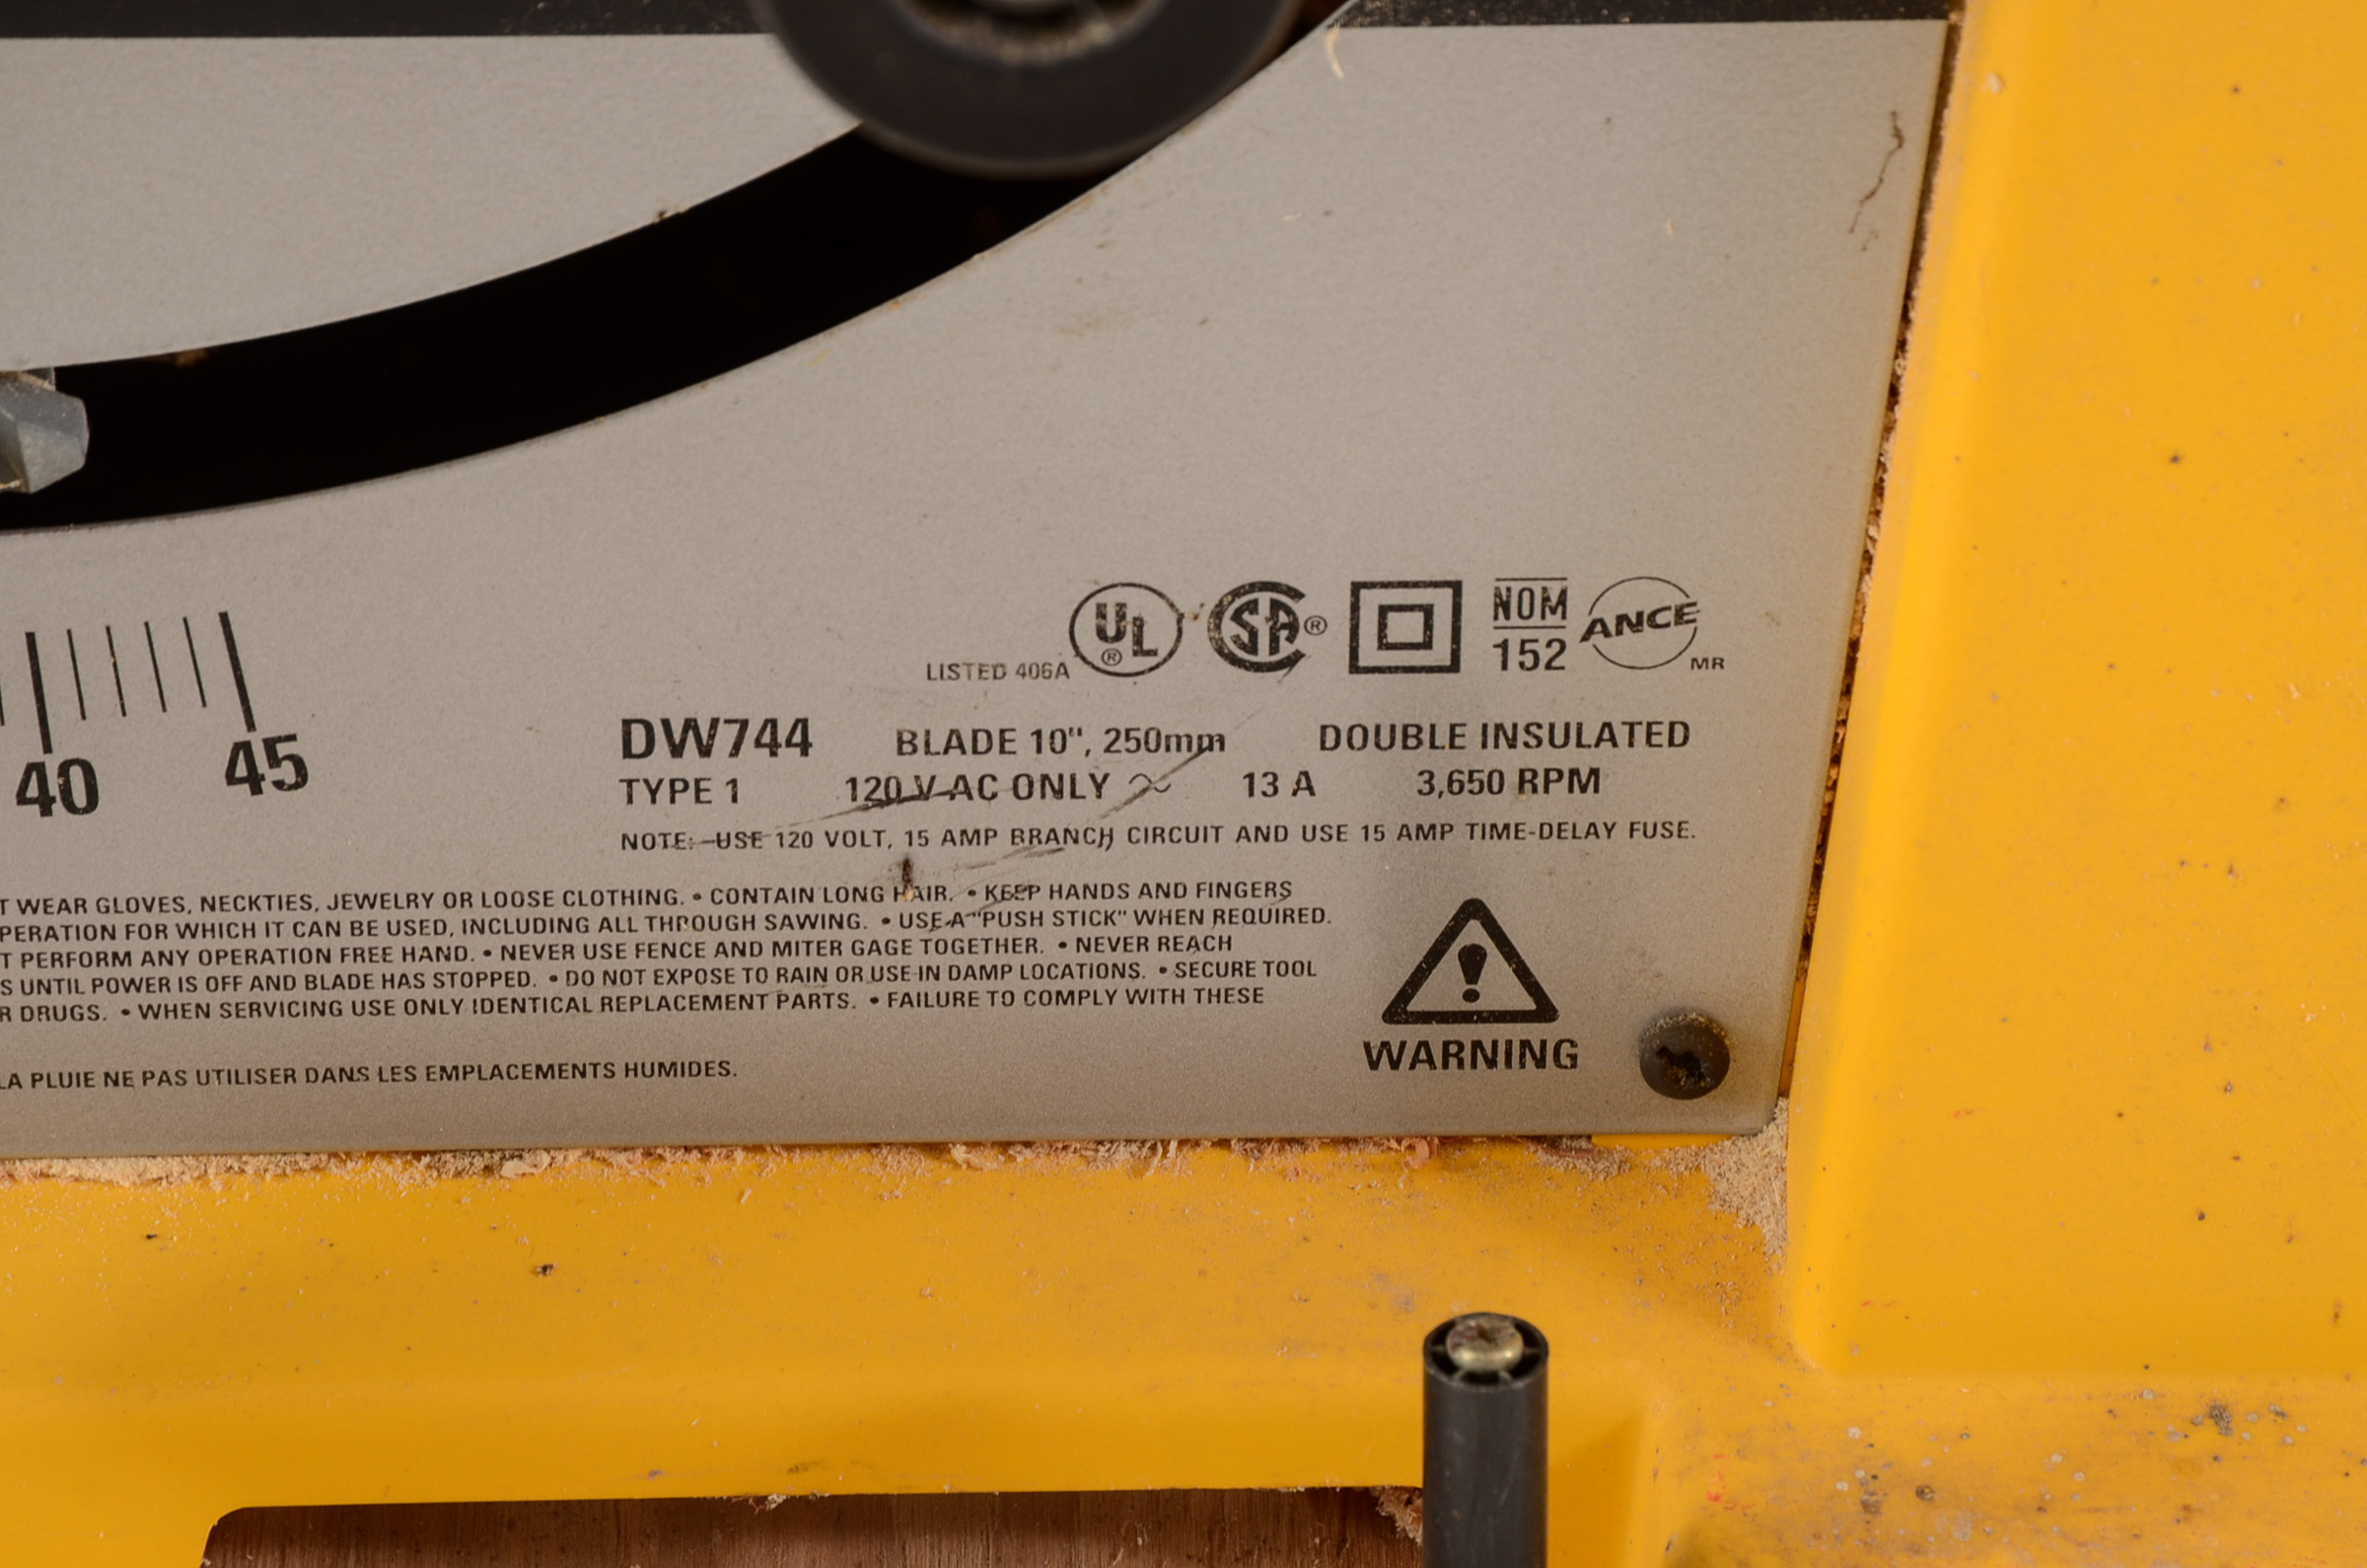 UL ® CSA ® NOM ANCE
LISTED 406A 152 MR
40 45
DW744 BLADE 10", 250mm DOUBLE INSULATED
TYPE 1 120 V AC ONLY ~ 13 A 3,650 RPM
NOTE: USE 120 VOLT, 15 AMP BRANCH CIRCUIT AND USE 15 AMP TIME-DELAY FUSE.
T WEAR GLOVES, NECKTIES, JEWELRY OR LOOSE CLOTHING. • CONTAIN LONG HAIR. • KEEP HANDS AND FINGERS
PERATION FOR WHICH IT CAN BE USED, INCLUDING ALL THROUGH SAWING. • USE A "PUSH STICK" WHEN REQUIRED.
T PERFORM ANY OPERATION FREE HAND. • NEVER USE FENCE AND MITER GAGE TOGETHER. • NEVER REACH
S UNTIL POWER IS OFF AND BLADE HAS STOPPED. • DO NOT EXPOSE TO RAIN OR USE IN DAMP LOCATIONS. • SECURE TOOL
R DRUGS. • WHEN SERVICING USE ONLY IDENTICAL REPLACEMENT PARTS. • FAILURE TO COMPLY WITH THESE
WARNING
LA PLUIE NE PAS UTILISER DANS LES EMPLACEMENTS HUMIDES.